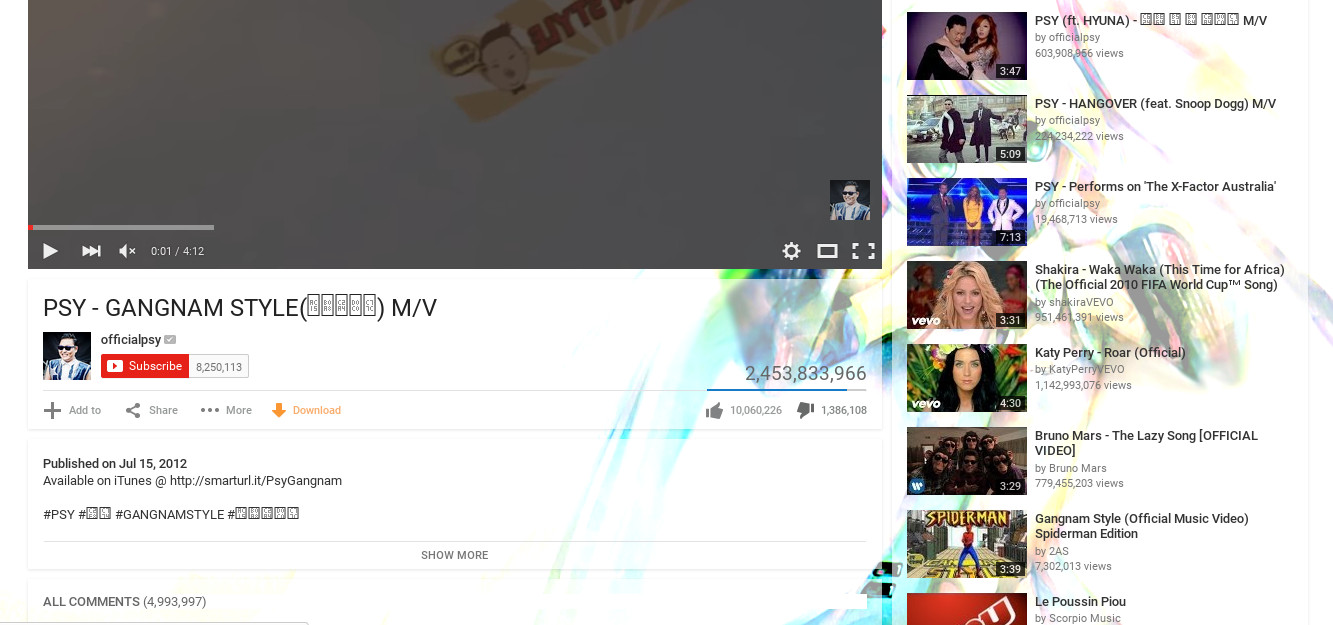 0:01 / 4:12
PSY - GANGNAM STYLE( ) M/V
officialpsy
Subscribe 8,250,113
2,453,833,966
Add to Share More Download
10,060,226 1,386,108
Published on Jul 15, 2012
Available on iTunes @ http://smarturl.it/PsyGangnam
#PSY # #GANGNAMSTYLE #
SHOW MORE
ALL COMMENTS (4,993,997)
PSY (ft. HYUNA) - M/V
by officialpsy
603,908,956 views
3:47
PSY - HANGOVER (feat. Snoop Dogg) M/V
by officialpsy
224,234,222 views
5:09
PSY - Performs on 'The X-Factor Australia'
by officialpsy
19,468,713 views
7:13
Shakira - Waka Waka (This Time for Africa)
(The Official 2010 FIFA World Cup™ Song)
by shakiraVEVO
951,461,391 views
vevo 3:31
Katy Perry - Roar (Official)
by KatyPerryVEVO
1,142,993,076 views
vevo 4:30
Bruno Mars - The Lazy Song [OFFICIAL
VIDEO]
by Bruno Mars
779,455,203 views
3:29
Gangnam Style (Official Music Video)
Spiderman Edition
by 2AS
7,302,013 views
SPIDER-MAN
3:39
Le Poussin Piou
by Scorpio Music